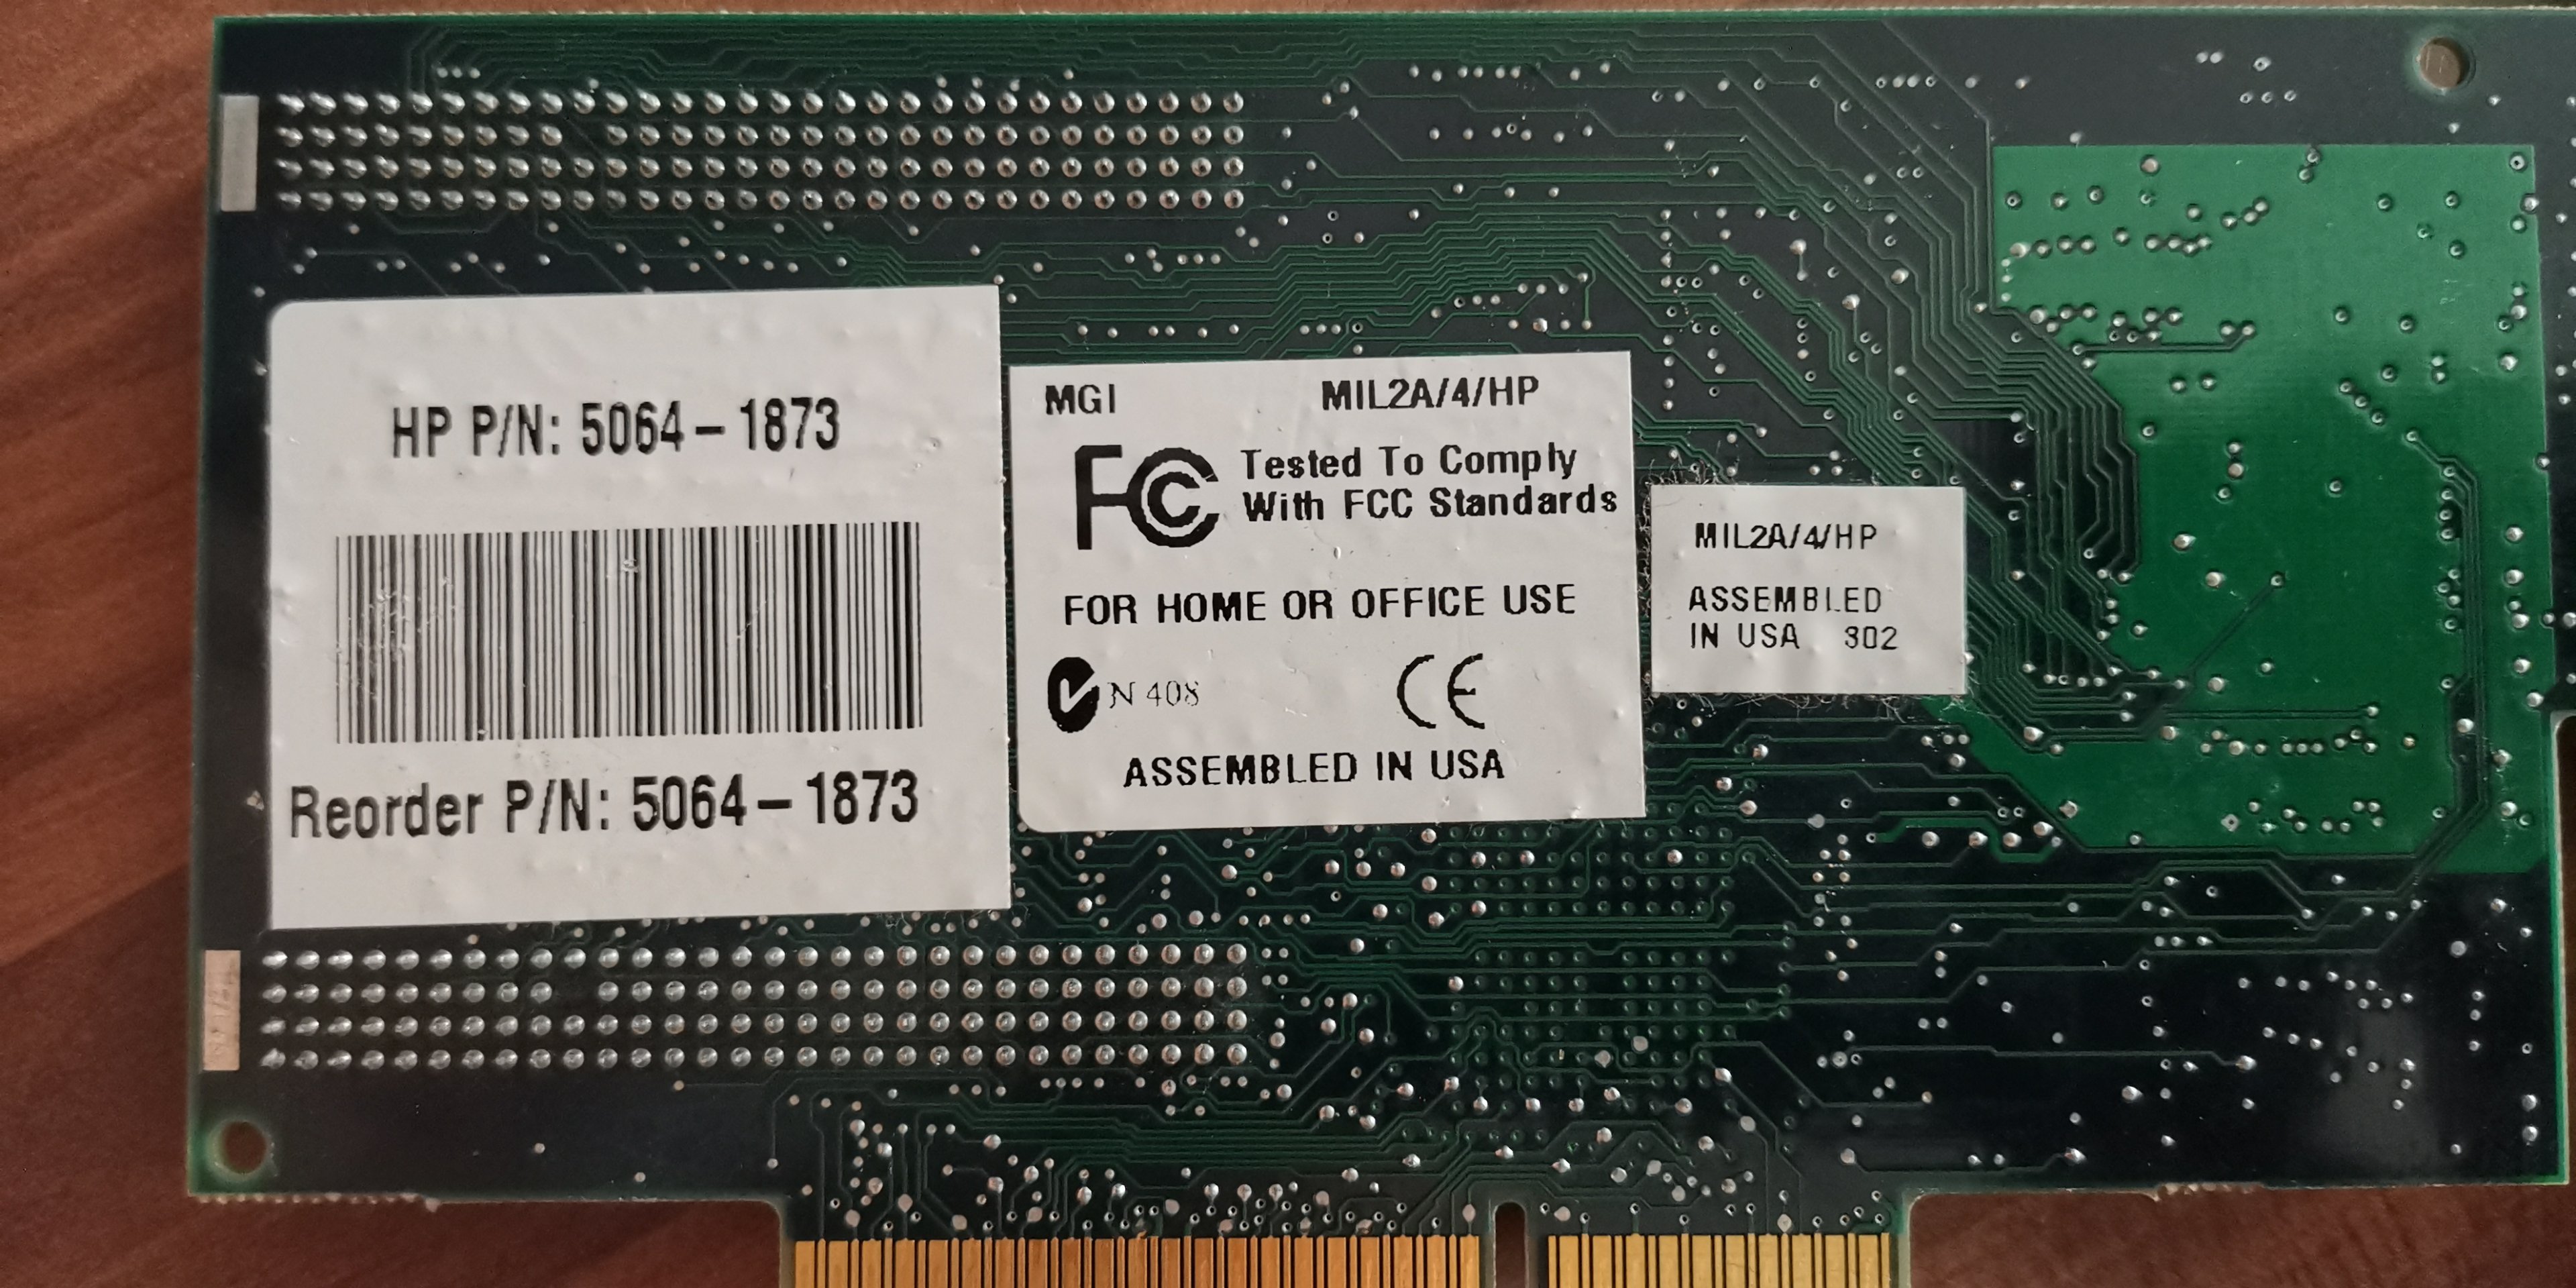 HP P/N: 5064-1873
Reorder P/N: 5064-1873
MGI MIL2A/4/HP
FC Tested To Comply
With FCC Standards
FOR HOME OR OFFICE USE
N 408
CE
ASSEMBLED IN USA
MIL2A/4/HP
ASSEMBLED
IN USA 302